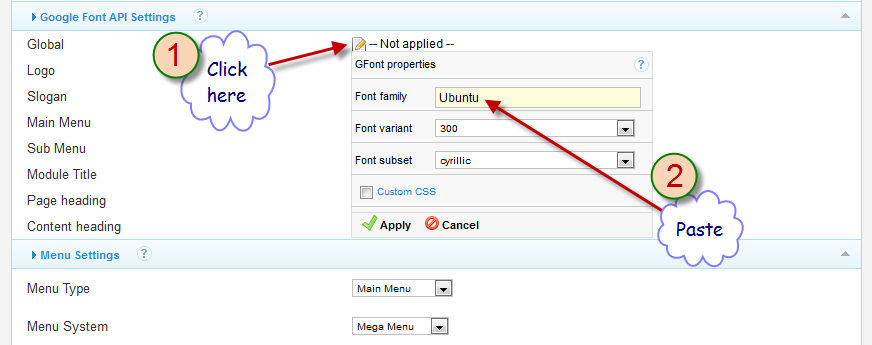 Google Font API Settings ?
Global
-- Not applied --
1
Click
here
GFont properties ?
Logo
Font family Ubuntu
Slogan
Main Menu
Font variant 300
Sub Menu
Font subset cyrillic
Module Title
2
Custom CSS
Page heading
Apply Cancel
Paste
Content heading
Menu Settings ?
Menu Type Main Menu
Menu System Mega Menu